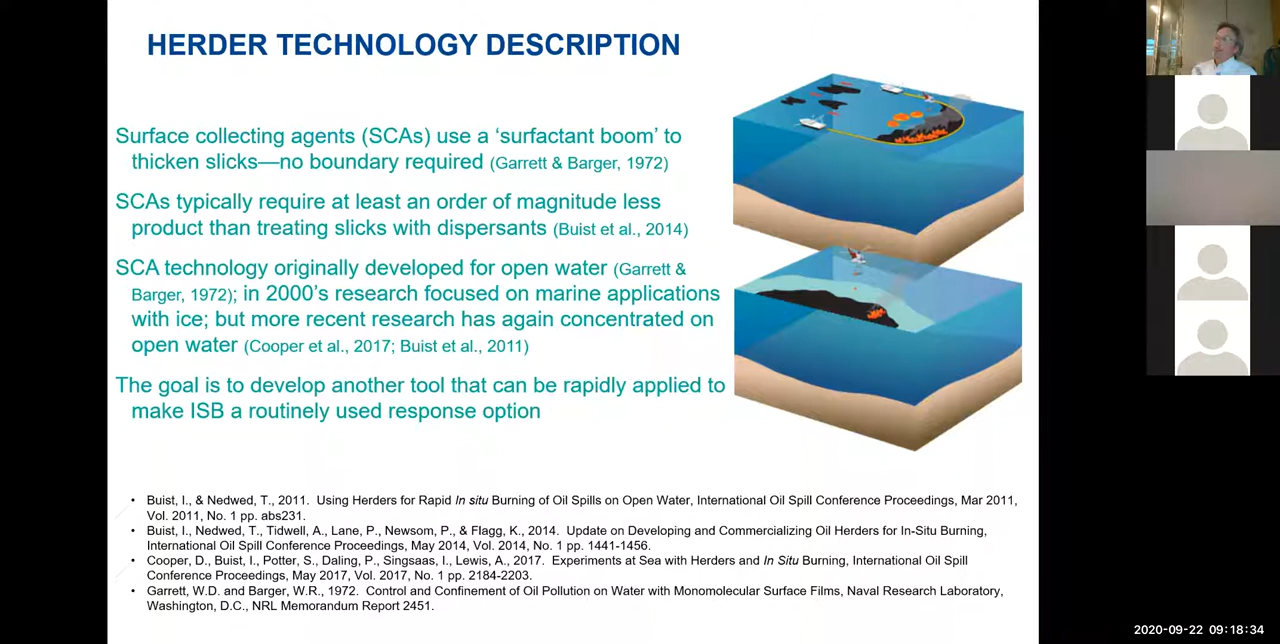 HERDER TECHNOLOGY DESCRIPTION
Surface collecting agents (SCAs) use a ‘surfactant boom’ to
thicken slicks—no boundary required (Garrett & Barger, 1972)
SCAs typically require at least an order of magnitude less
product than treating slicks with dispersants (Buist et al., 2014)
SCA technology originally developed for open water (Garrett &
Barger, 1972); in 2000’s research focused on marine applications
with ice; but more recent research has again concentrated on
open water (Cooper et al., 2017; Buist et al., 2011)
The goal is to develop another tool that can be rapidly applied to
make ISB a routinely used response option
• Buist, I., & Nedwed, T., 2011. Using Herders for Rapid In situ Burning of Oil Spills on Open Water, International Oil Spill Conference Proceedings, Mar 2011,
Vol. 2011, No. 1 pp. abs231.
• Buist, I., Nedwed, T., Tidwell, A., Lane, P., Newsom, P., & Flagg, K., 2014. Update on Developing and Commercializing Oil Herders for In-Situ Burning,
International Oil Spill Conference Proceedings, May 2014, Vol. 2014, No. 1 pp. 1441-1456.
• Cooper, D., Buist, I., Potter, S., Daling, P., Singsaas, I., Lewis, A., 2017. Experiments at Sea with Herders and In Situ Burning, International Oil Spill
Conference Proceedings, May 2017, Vol. 2017, No. 1 pp. 2184-2203.
• Garrett, W.D. and Barger, W.R., 1972. Control and Confinement of Oil Pollution on Water with Monomolecular Surface Films, Naval Research Laboratory,
Washington, D.C., NRL Memorandum Report 2451.
2020-09-22 09:18:34